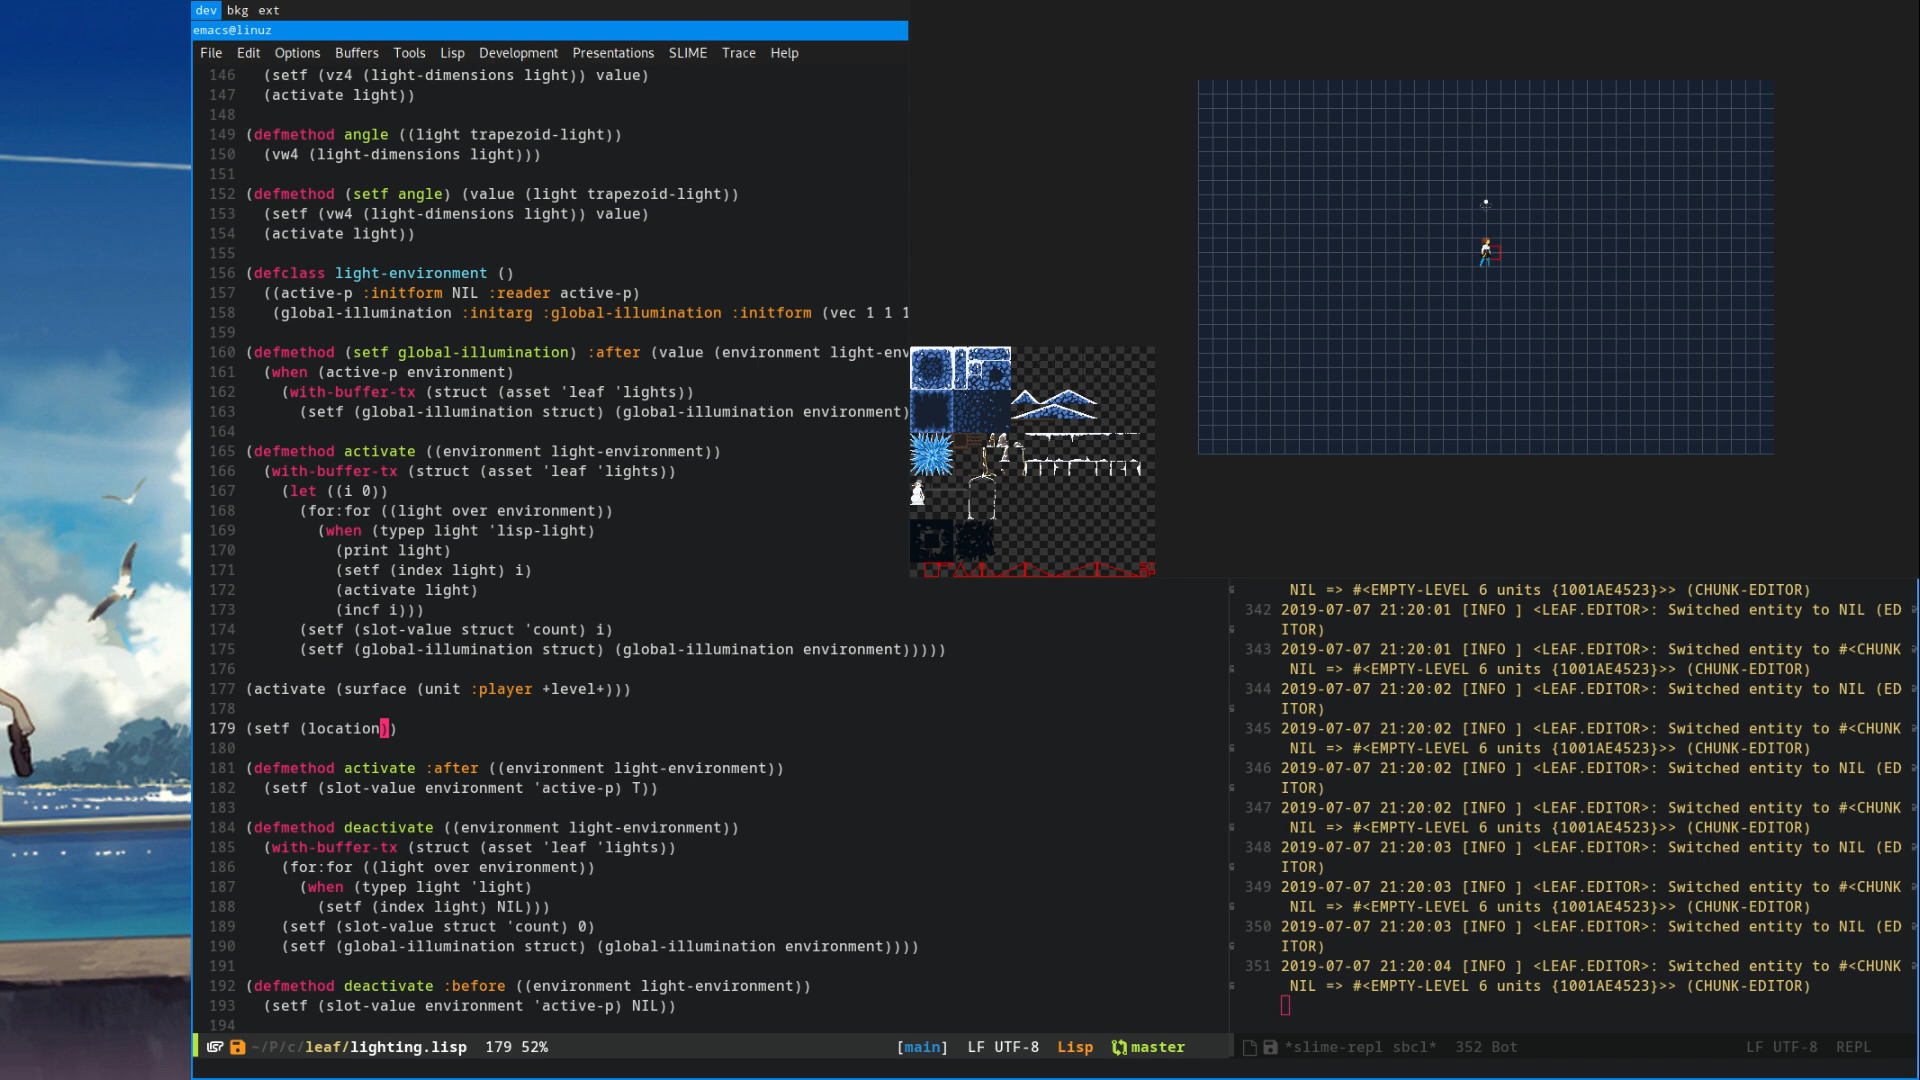 dev bkg ext
emacs@linuz
File Edit Options Buffers Tools Lisp Development Presentations SLIME Trace Help
146 (setf (vz4 (light-dimensions light)) value)
147 (activate light))
148
149 (defmethod angle ((light trapezoid-light))
150 (vw4 (light-dimensions light)))
151
152 (defmethod (setf angle) (value (light trapezoid-light))
153 (setf (vw4 (light-dimensions light)) value)
154 (activate light))
155
156 (defclass light-environment ()
157 ((active-p :initform NIL :reader active-p)
158 (global-illumination :initarg :global-illumination :initform (vec 1 1 1
159
160 (defmethod (setf global-illumination) :after (value (environment light-env
161 (when (active-p environment)
162 (with-buffer-tx (struct (asset 'leaf 'lights))
163 (setf (global-illumination struct) (global-illumination environment)
164
165 (defmethod activate ((environment light-environment))
166 (with-buffer-tx (struct (asset 'leaf 'lights))
167 (let ((i 0))
168 (for:for ((light over environment))
169 (when (typep light 'lisp-light)
170 (print light)
171 (setf (index light) i)
172 (activate light)
173 (incf i)))
174 (setf (slot-value struct 'count) i)
175 (setf (global-illumination struct) (global-illumination environment)))))
176
177 (activate (surface (unit :player +level+)))
178
179 (setf (location))
180
181 (defmethod activate :after ((environment light-environment))
182 (setf (slot-value environment 'active-p) T))
183
184 (defmethod deactivate ((environment light-environment))
185 (with-buffer-tx (struct (asset 'leaf 'lights))
186 (for:for ((light over environment))
187 (when (typep light 'light)
188 (setf (index light) NIL)))
189 (setf (slot-value struct 'count) 0)
190 (setf (global-illumination struct) (global-illumination environment))))
191
192 (defmethod deactivate :before ((environment light-environment))
193 (setf (slot-value environment 'active-p) NIL))
194
~/P/c/leaf/lighting.lisp 179 52% [main] LF UTF-8 Lisp master
NIL => #<EMPTY-LEVEL 6 units {1001AE4523}>> (CHUNK-EDITOR)
342 2019-07-07 21:20:01 [INFO ] <LEAF.EDITOR>: Switched entity to NIL (ED
ITOR)
343 2019-07-07 21:20:01 [INFO ] <LEAF.EDITOR>: Switched entity to #<CHUNK
NIL => #<EMPTY-LEVEL 6 units {1001AE4523}>> (CHUNK-EDITOR)
344 2019-07-07 21:20:02 [INFO ] <LEAF.EDITOR>: Switched entity to NIL (ED
ITOR)
345 2019-07-07 21:20:02 [INFO ] <LEAF.EDITOR>: Switched entity to #<CHUNK
NIL => #<EMPTY-LEVEL 6 units {1001AE4523}>> (CHUNK-EDITOR)
346 2019-07-07 21:20:02 [INFO ] <LEAF.EDITOR>: Switched entity to NIL (ED
ITOR)
347 2019-07-07 21:20:02 [INFO ] <LEAF.EDITOR>: Switched entity to #<CHUNK
NIL => #<EMPTY-LEVEL 6 units {1001AE4523}>> (CHUNK-EDITOR)
348 2019-07-07 21:20:03 [INFO ] <LEAF.EDITOR>: Switched entity to NIL (ED
ITOR)
349 2019-07-07 21:20:03 [INFO ] <LEAF.EDITOR>: Switched entity to #<CHUNK
NIL => #<EMPTY-LEVEL 6 units {1001AE4523}>> (CHUNK-EDITOR)
350 2019-07-07 21:20:03 [INFO ] <LEAF.EDITOR>: Switched entity to NIL (ED
ITOR)
351 2019-07-07 21:20:04 [INFO ] <LEAF.EDITOR>: Switched entity to #<CHUNK
NIL => #<EMPTY-LEVEL 6 units {1001AE4523}>> (CHUNK-EDITOR)
*slime-repl sbcl* 352 Bot LF UTF-8 REPL